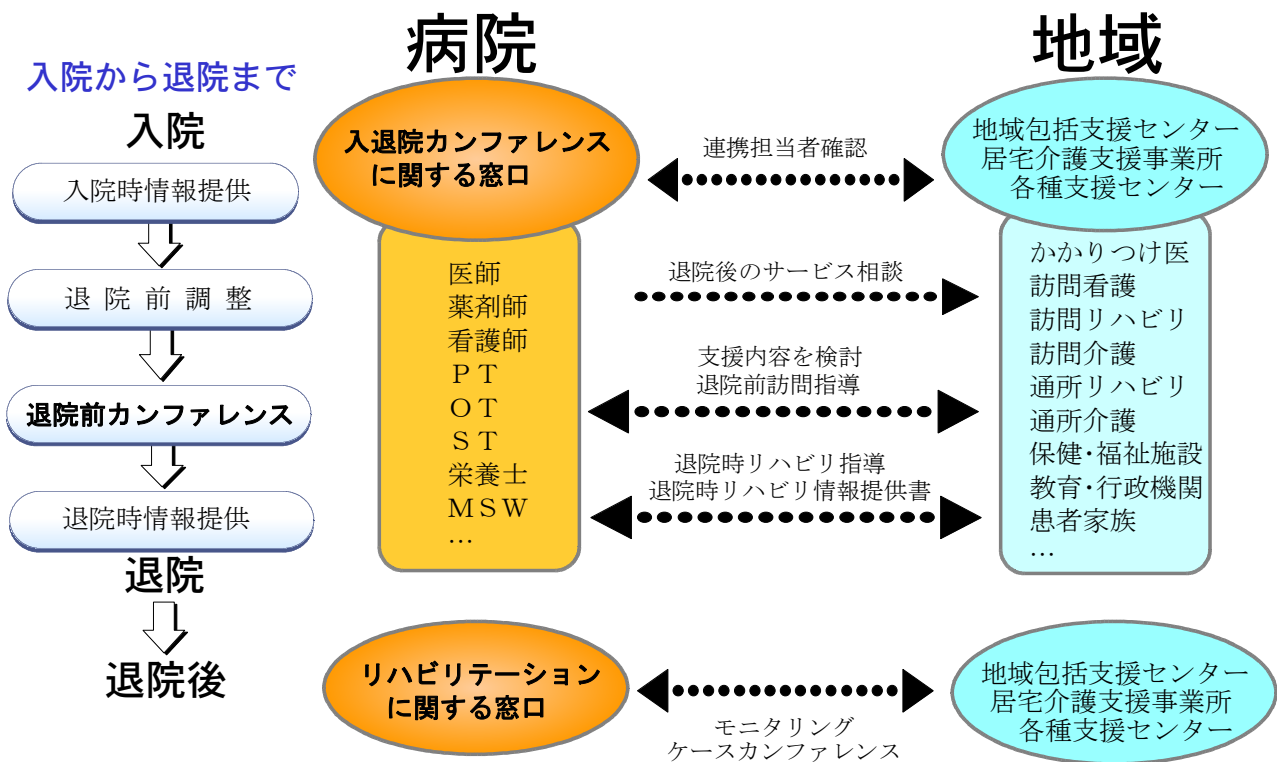 入院から退院まで
入院
入院時情報提供
退院前調整
退院前カンファレンス
退院時情報提供
退院
退院後
病院
入退院カンファレンス
に関する窓口
医師
薬剤師
看護師
ＰＴ
ＯＴ
ＳＴ
栄養士
ＭＳＷ
…
連携担当者確認
退院後のサービス相談
支援内容を検討
退院前訪問指導
退院時リハビリ指導
退院時リハビリ情報提供書
地域
地域包括支援センター
居宅介護支援事業所
各種支援センター
かかりつけ医
訪問看護
訪問リハビリ
訪問介護
通所リハビリ
通所介護
保健・福祉施設
教育・行政機関
患者家族
…
リハビリテーション
に関する窓口
モニタリング
ケースカンファレンス
地域包括支援センター
居宅介護支援事業所
各種支援センター